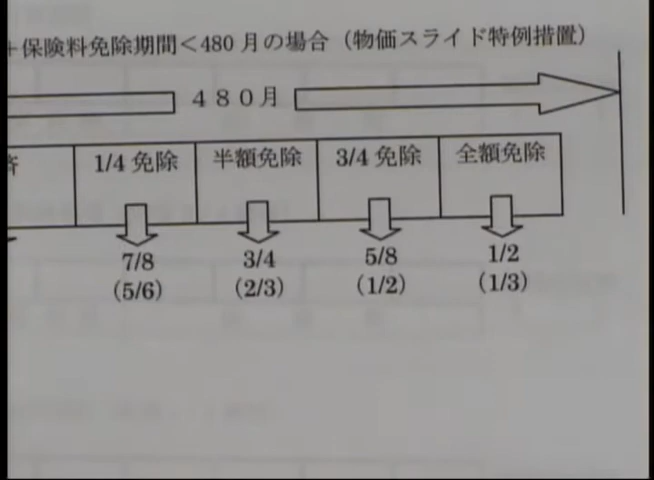 ＋保険料免除期間＜480月の場合（物価スライド特例措置）
４８０月
済 1/4免除 半額免除 3/4免除 全額免除
7/8 3/4 5/8 1/2
(5/6) (2/3) (1/2) (1/3)